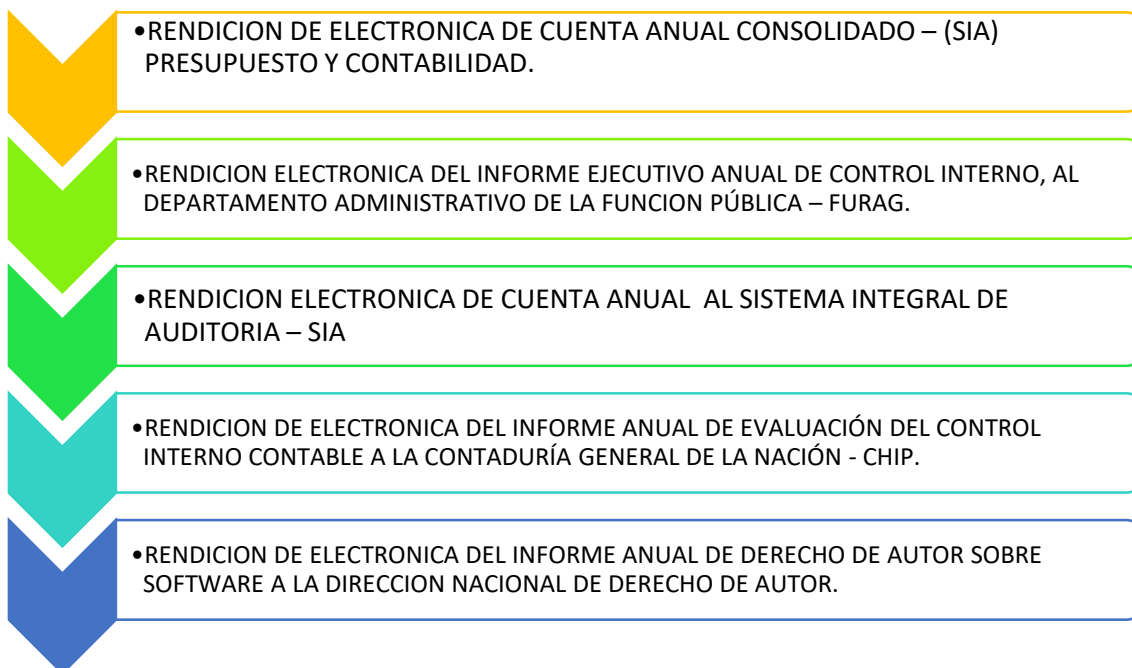 •RENDICION DE ELECTRONICA DE CUENTA ANUAL CONSOLIDADO – (SIA)
PRESUPUESTO Y CONTABILIDAD.
•RENDICION ELECTRONICA DEL INFORME EJECUTIVO ANUAL DE CONTROL INTERNO, AL
DEPARTAMENTO ADMINISTRATIVO DE LA FUNCION PÚBLICA – FURAG.
•RENDICION ELECTRONICA DE CUENTA ANUAL  AL SISTEMA INTEGRAL DE
AUDITORIA – SIA
•RENDICION DE ELECTRONICA DEL INFORME ANUAL DE EVALUACIÓN DEL CONTROL
INTERNO CONTABLE A LA CONTADURÍA GENERAL DE LA NACIÓN - CHIP.
•RENDICION DE ELECTRONICA DEL INFORME ANUAL DE DERECHO DE AUTOR SOBRE
SOFTWARE A LA DIRECCION NACIONAL DE DERECHO DE AUTOR.